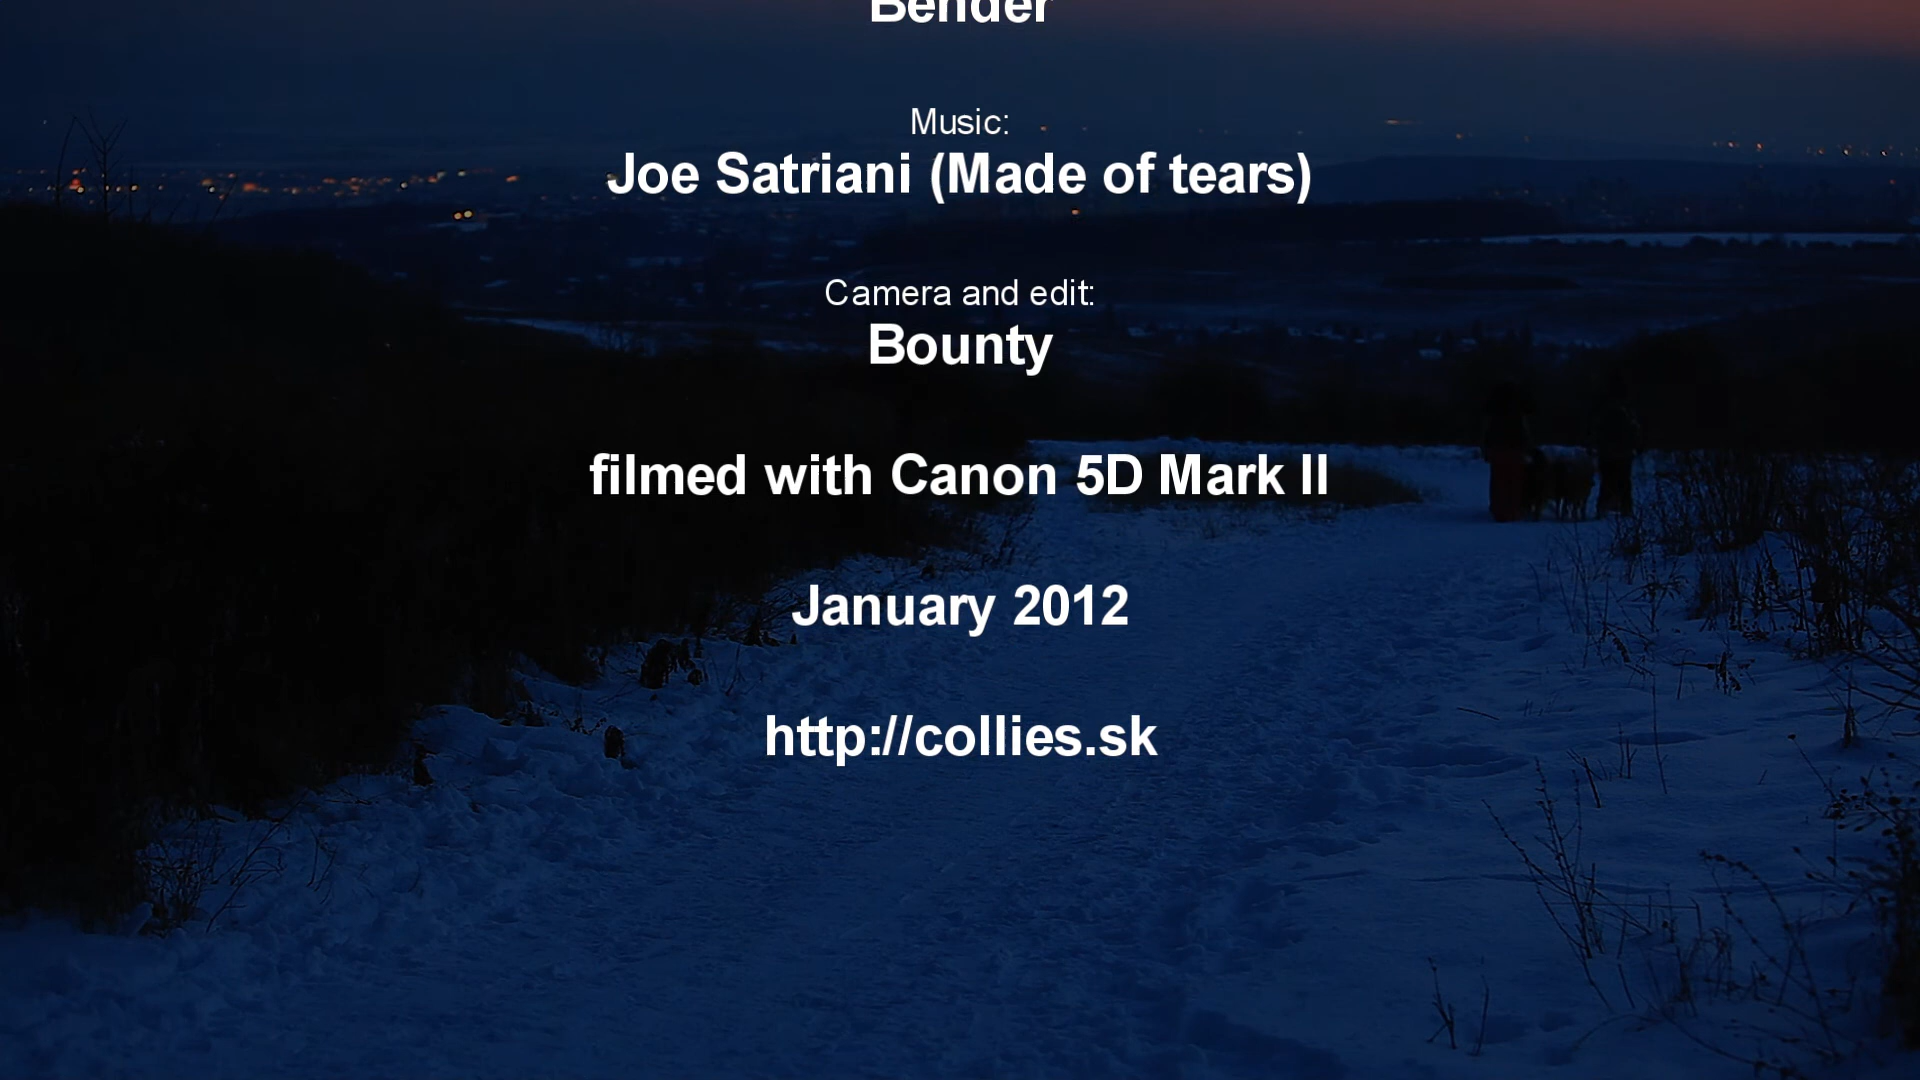 Bender
Music:
Joe Satriani (Made of tears)
Camera and edit:
Bounty
filmed with Canon 5D Mark II
January 2012
http://collies.sk